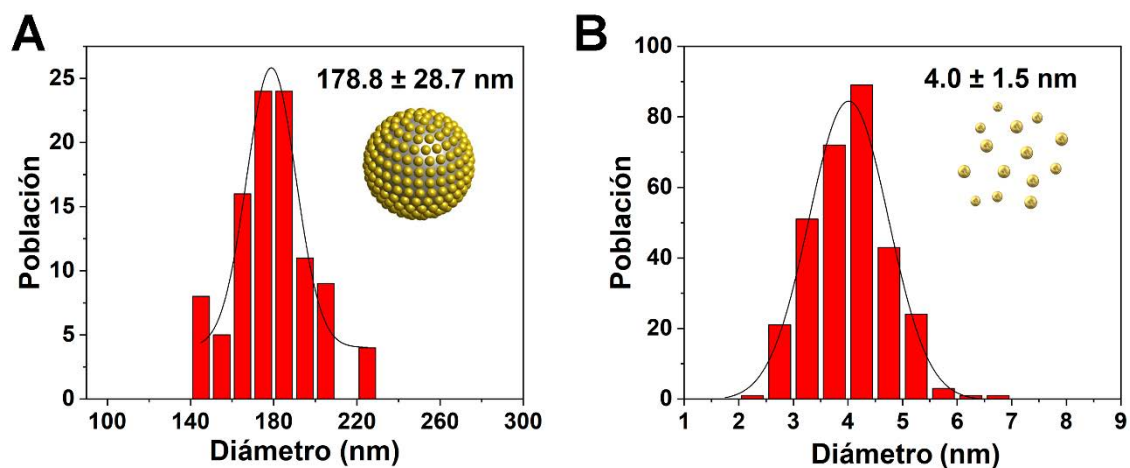 A
178.8 ± 28.7 nm
Población
25
20
15
10
5
0
100 140 180 220 260 300
Diámetro (nm)
B
4.0 ± 1.5 nm
Población
100
80
60
40
20
0
1 2 3 4 5 6 7 8 9
Diámetro (nm)